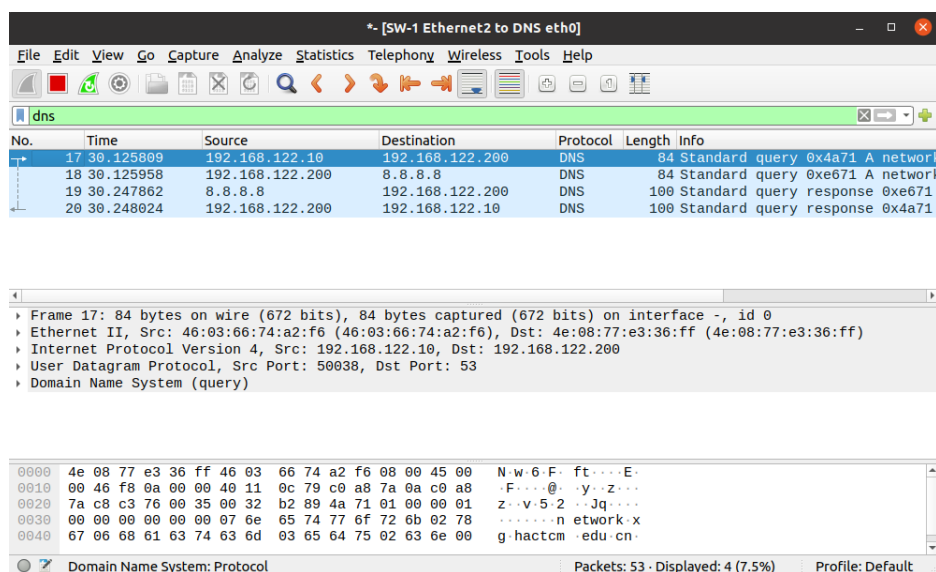 *- [SW-1 Ethernet2 to DNS eth0]
File Edit View Go Capture Analyze Statistics Telephony Wireless Tools Help
dns
No. Time Source Destination Protocol Length Info
17 30.125809 192.168.122.10 192.168.122.200 DNS 84 Standard query 0x4a71 A network
18 30.125958 192.168.122.200 8.8.8.8 DNS 84 Standard query 0xe671 A network
19 30.247862 8.8.8.8 192.168.122.200 DNS 100 Standard query response 0xe671
20 30.248024 192.168.122.200 192.168.122.10 DNS 100 Standard query response 0x4a71
Frame 17: 84 bytes on wire (672 bits), 84 bytes captured (672 bits) on interface -, id 0
Ethernet II, Src: 46:03:66:74:a2:f6 (46:03:66:74:a2:f6), Dst: 4e:08:77:e3:36:ff (4e:08:77:e3:36:ff)
Internet Protocol Version 4, Src: 192.168.122.10, Dst: 192.168.122.200
User Datagram Protocol, Src Port: 50038, Dst Port: 53
Domain Name System (query)
0000 4e 08 77 e3 36 ff 46 03 66 74 a2 f6 08 00 45 00 N·w·6·F· ft····E·
0010 00 46 f8 0a 00 00 40 11 0c 79 c0 a8 7a 0a c0 a8 ·F····@· ·y··z···
0020 7a c8 c3 76 00 35 00 32 b2 89 4a 71 01 00 00 01 z··v·5·2 ··Jq····
0030 00 00 00 00 00 00 07 6e 65 74 77 6f 72 6b 02 78 ·······n etwork·x
0040 67 06 68 61 63 74 63 6d 03 65 64 75 02 63 6e 00 g·hactcm ·edu·cn·
Domain Name System: Protocol Packets: 53 · Displayed: 4 (7.5%) Profile: Default